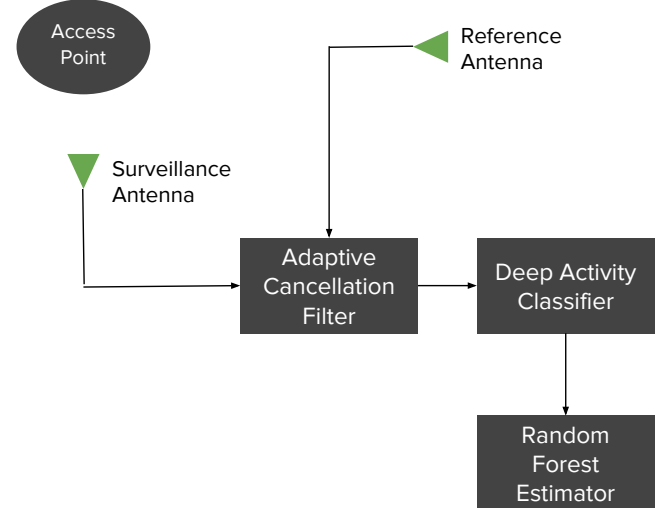 Access
Point
Reference
Antenna
Surveillance
Antenna
Adaptive
Cancellation
Filter
Deep Activity
Classifier
Random
Forest
Estimator